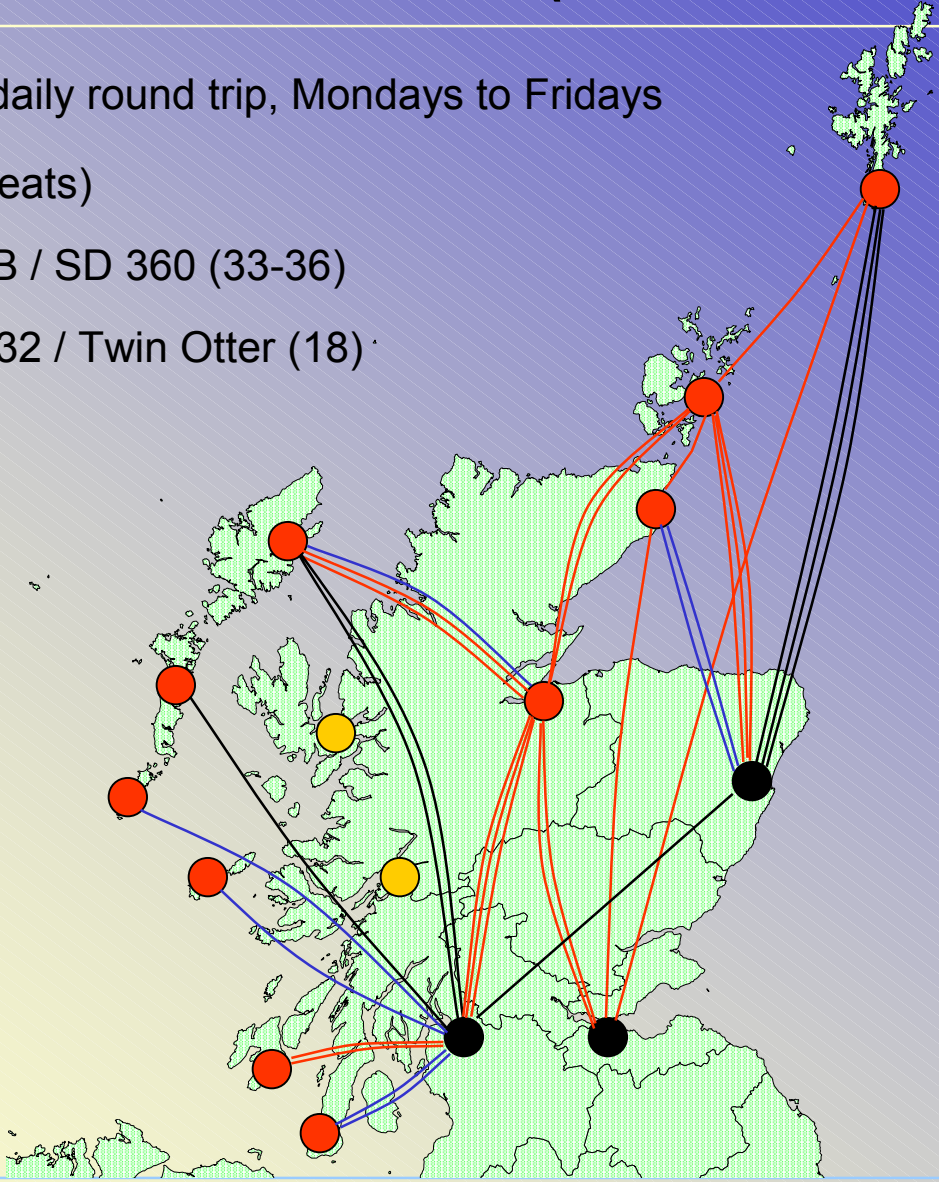 daily round trip, Mondays to Fridays
eats)
B / SD 360 (33-36)
32 / Twin Otter (18)